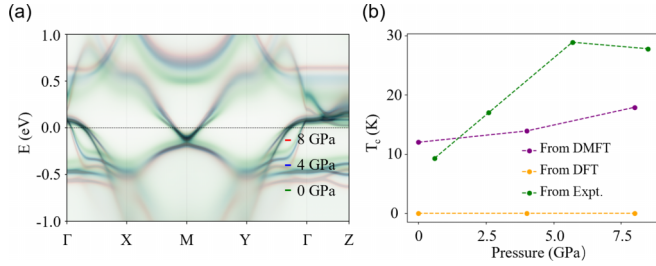 (a)
(b)
1.0
0.5
0.0
-0.5
-1.0
E (eV)
8 GPa
4 GPa
0 GPa
Γ X M Y Γ Z
30
20
10
0
T_c (K)
From DMFT
From DFT
From Expt.
0.0 2.5 5.0 7.5
Pressure (GPa)